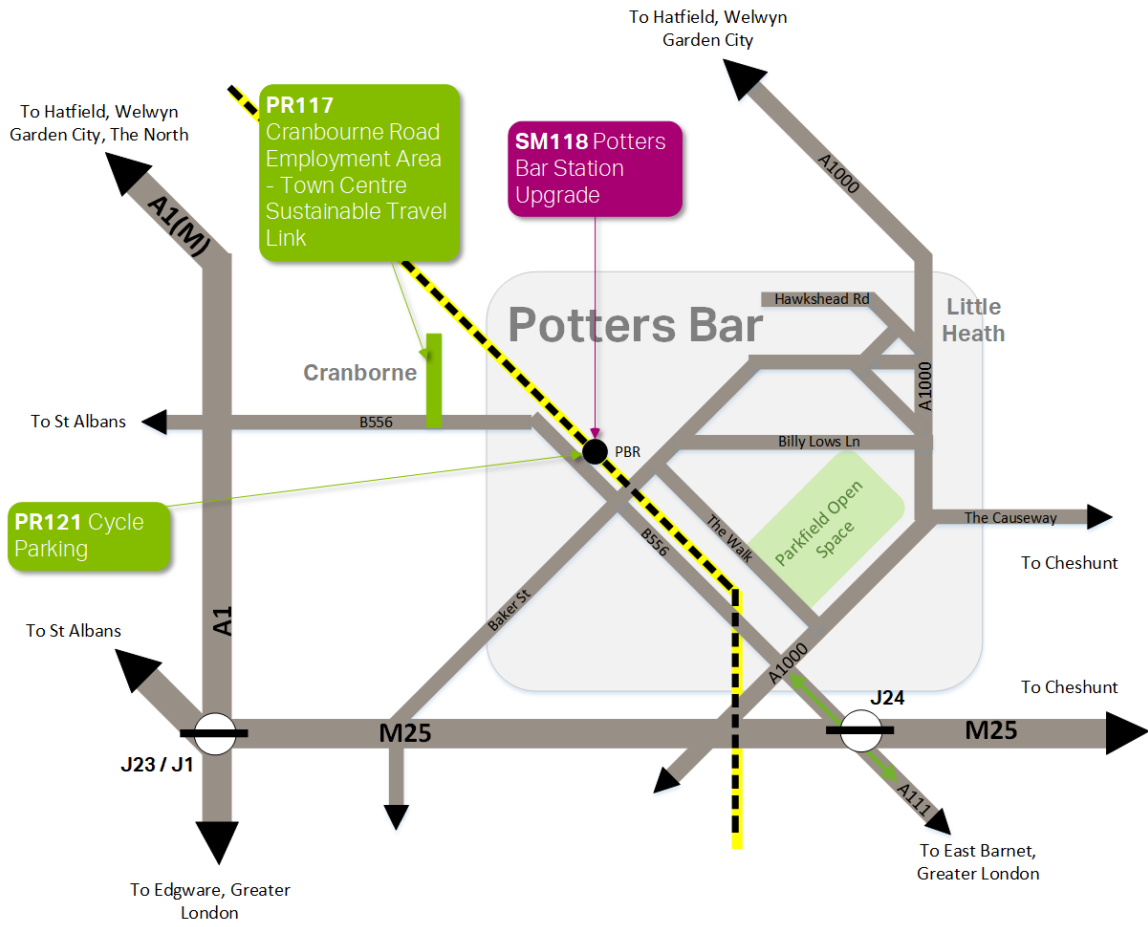 To Hatfield, Welwyn
Garden City
To Hatfield, Welwyn
Garden City, The North
PR117
Cranbourne Road
Employment Area
- Town Centre
Sustainable Travel
Link
SM118 Potters
Bar Station
Upgrade
A1000
A1(M)
Potters Bar
Hawkshead Rd
Little
Heath
Cranborne
A1000
To St Albans
B556
Billy Lows Ln
PBR
PR121 Cycle
Parking
The Walk
B556
Parkfield Open
Space
The Causeway
To Cheshunt
Baker St
A1
To St Albans
A1000
To Cheshunt
J24
M25
M25
J23 / J1
A111
To East Barnet,
Greater London
To Edgware, Greater
London